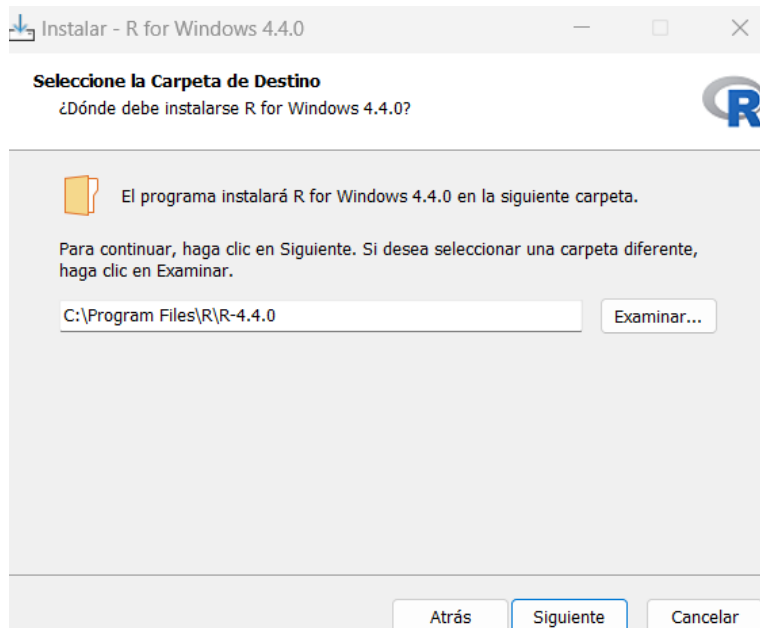 Instalar - R for Windows 4.4.0
Seleccione la Carpeta de Destino
¿Dónde debe instalarse R for Windows 4.4.0?
R
El programa instalará R for Windows 4.4.0 en la siguiente carpeta.
Para continuar, haga clic en Siguiente. Si desea seleccionar una carpeta diferente,
haga clic en Examinar.
C:\Program Files\R\R-4.4.0
Examinar...
Atrás
Siguiente
Cancelar